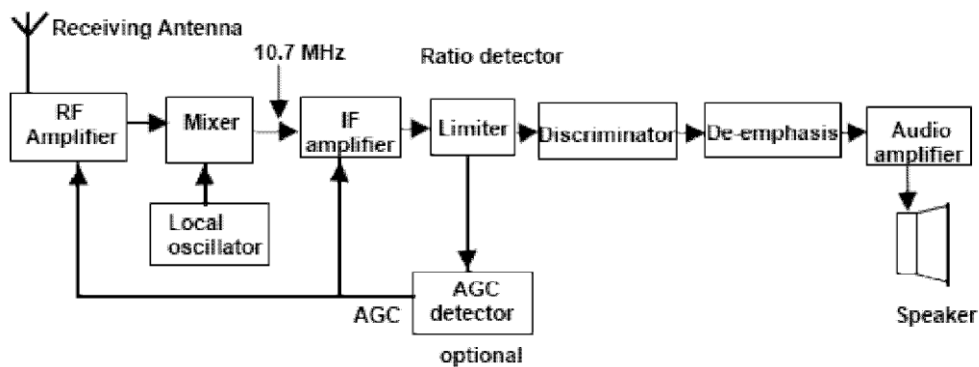 Receiving Antenna
10.7 MHz
Ratio detector
RF
Amplifier
Mixer
IF
amplifier
Limiter
Discriminator
De-emphasis
Audio
amplifier
Local
oscillator
AGC
AGC
detector
optional
Speaker